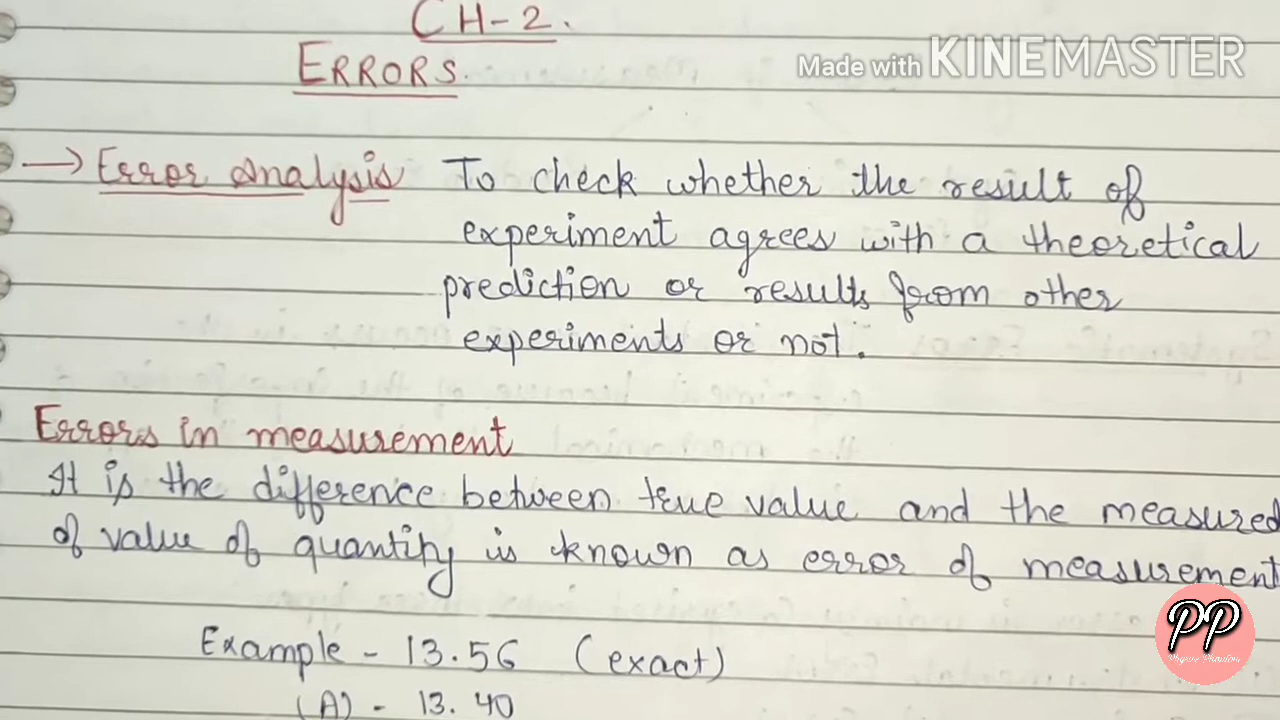 CH-2.
ERRORS.
Made with KINEMASTER
→ Error Analysis To check whether the result of
experiment agrees with a theoretical
prediction or results from other
experiments or not.
Errors in measurement
It is the difference between true value and the measured
of value of quantity is known as error of measurement
Example - 13.56 (exact)
(A) - 13.40
PP